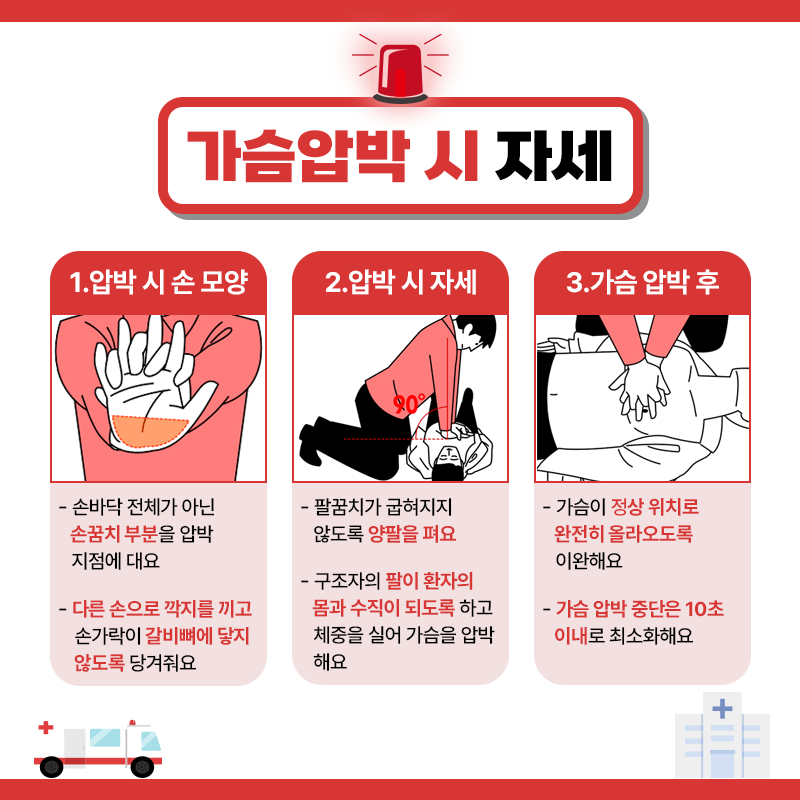 가슴압박 시 자세
1.압박 시 손 모양
- 손바닥 전체가 아닌
손꿈치 부분을 압박
지점에 대요
- 다른 손으로 깍지를 끼고
손가락이 갈비뼈에 닿지
않도록 당겨줘요
2.압박 시 자세
90°
- 팔꿈치가 굽혀지지
않도록 양팔을 펴요
- 구조자의 팔이 환자의
몸과 수직이 되도록 하고
체중을 실어 가슴을 압박
해요
3.가슴 압박 후
- 가슴이 정상 위치로
완전히 올라오도록
이완해요
- 가슴 압박 중단은 10초
이내로 최소화해요